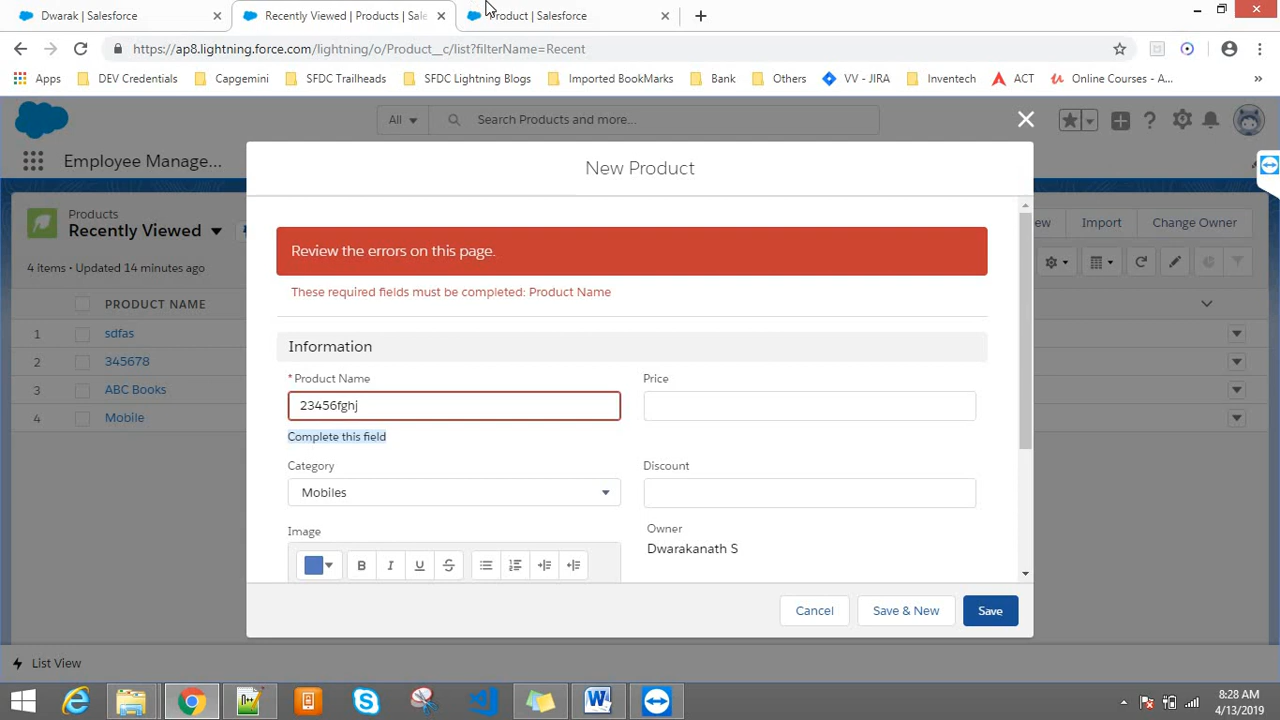 Dwarak | Salesforce
Recently Viewed | Products | Sale
Product | Salesforce
https://ap8.lightning.force.com/lightning/o/Product__c/list?filterName=Recent
Apps
DEV Credentials
Capgemini
SFDC Trailheads
SFDC Lightning Blogs
Imported BookMarks
Bank
Others
VV - JIRA
Inventech
ACT
Online Courses - A...
»
All
Search Products and more...
Employee Manage...
New Product
Products
Recently Viewed
ew
Import
Change Owner
4 items • Updated 14 minutes ago
Review the errors on this page.
These required fields must be completed: Product Name
PRODUCT NAME
1 sdfas
2 345678
3 ABC Books
4 Mobile
Information
*Product Name
Price
23456fghj
Complete this field
Category
Discount
Mobiles
Image
Owner
Dwarakanath S
B I U S
Cancel
Save & New
Save
List View
8:28 AM
4/13/2019